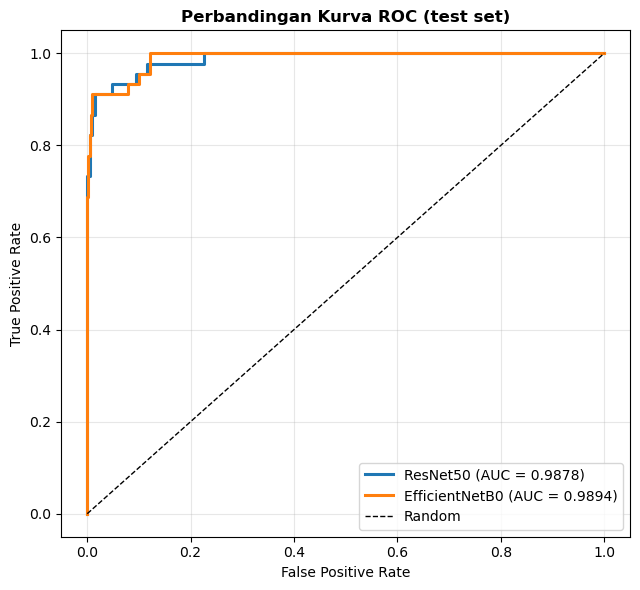 Perbandingan Kurva ROC (test set)
True Positive Rate
1.0
0.8
0.6
0.4
0.2
0.0
ResNet50 (AUC = 0.9878)
EfficientNetB0 (AUC = 0.9894)
Random
0.0 0.2 0.4 0.6 0.8 1.0
False Positive Rate